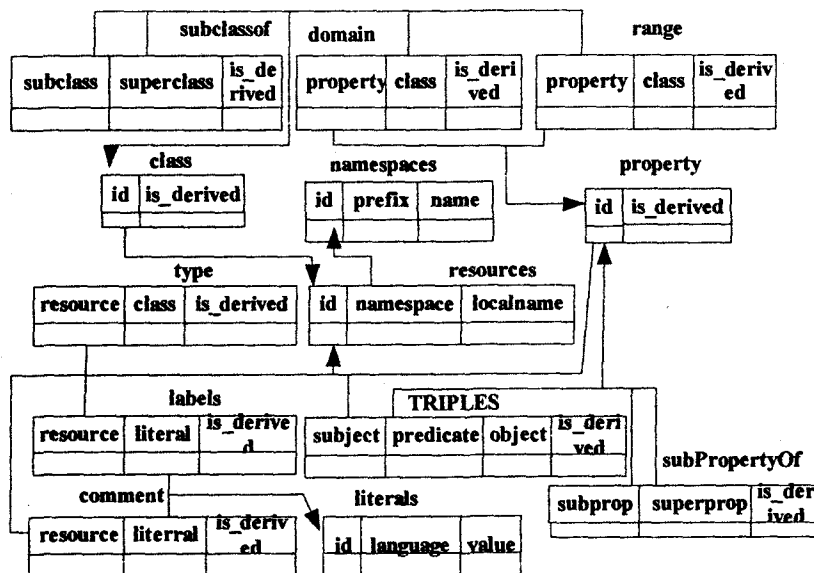 subclassof domain range
subclass superclass is_de
rived
property class is_deri
ved
property class is_deriv
ed
class namespaces property
id is_derived
id prefix name
id is_derived
type resources
resource class is_derived
id namespace localname
labels TRIPLES
resource literal is_derive
d
subject predicate object is_deri
ved
subPropertyOf
comment literals
subprop superprop is_der
ived
resource literral is_deriv
ed
id language value